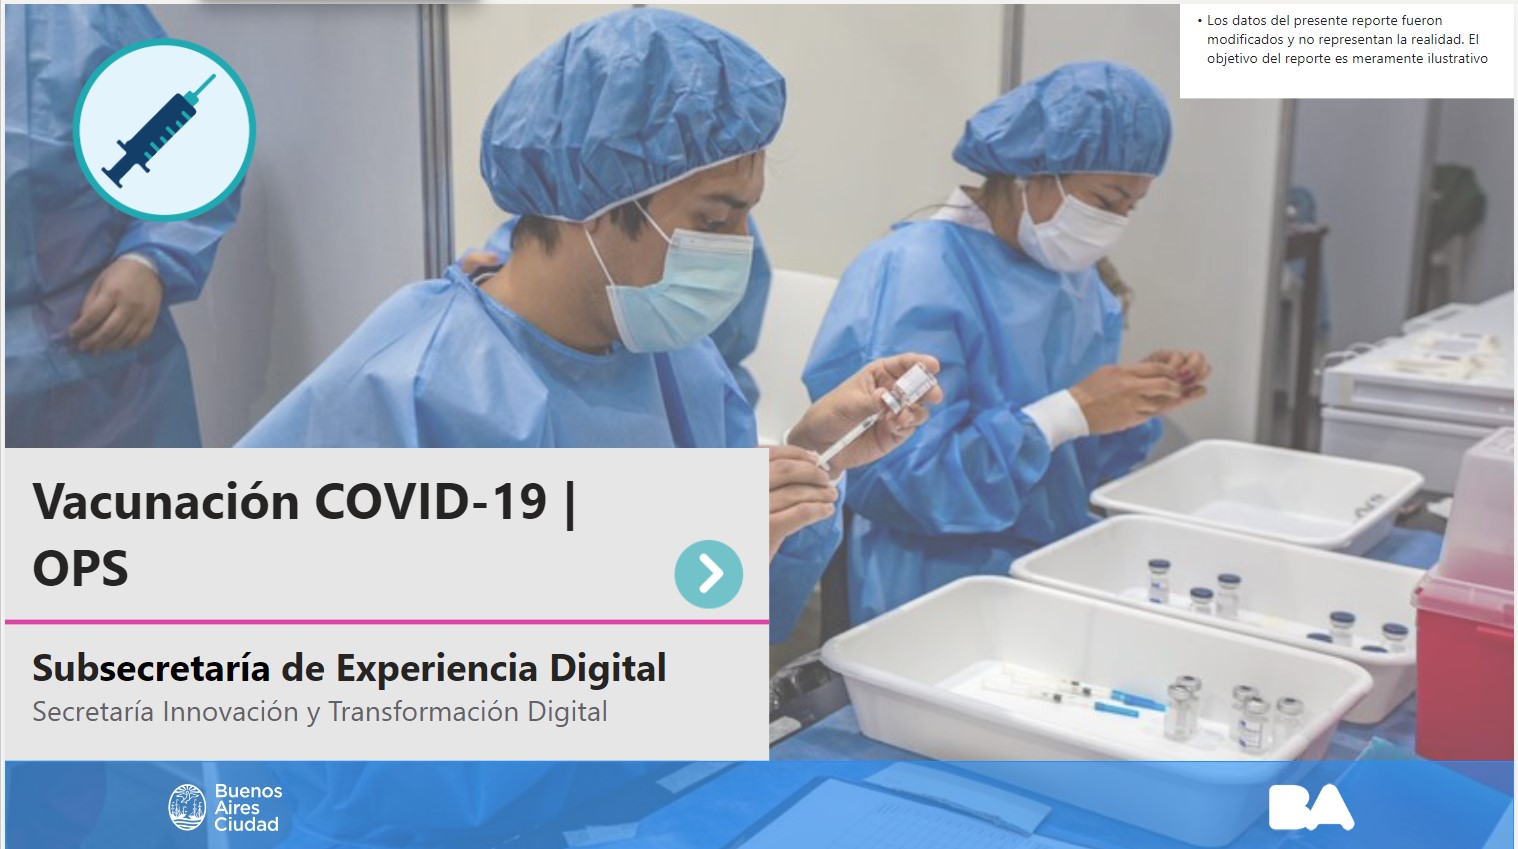 • Los datos del presente reporte fueron
modificados y no representan la realidad. El
objetivo del reporte es meramente ilustrativo
Vacunación COVID-19 |
OPS
Subsecretaría de Experiencia Digital
Secretaría Innovación y Transformación Digital
Buenos
Aires
Ciudad
BA